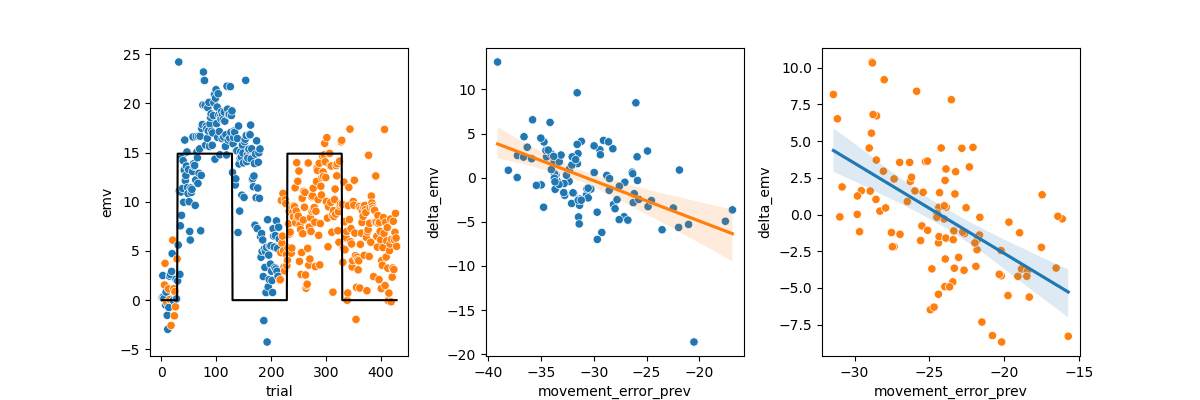 emv
25
20
15
10
5
0
−5
0 100 200 300 400
trial
delta_emv
10
5
0
−5
−10
−15
−20
−40 −35 −30 −25 −20
movement_error_prev
delta_emv
10.0
7.5
5.0
2.5
0.0
−2.5
−5.0
−7.5
−30 −25 −20 −15
movement_error_prev